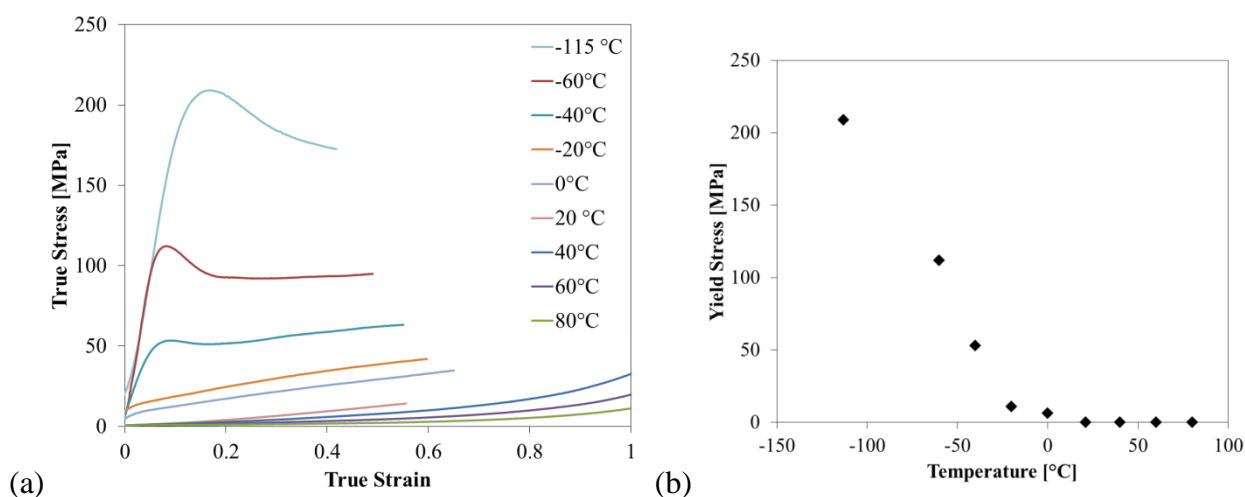 250
200
150
100
50
0
True Stress [MPa]
0
0.2
0.4
0.6
0.8
1
True Strain
-115 °C
-60°C
-40°C
-20°C
0°C
20 °C
40°C
60°C
80°C
(a)
250
200
150
100
50
0
Yield Stress [MPa]
-150
-100
-50
0
50
100
Temperature [°C]
(b)